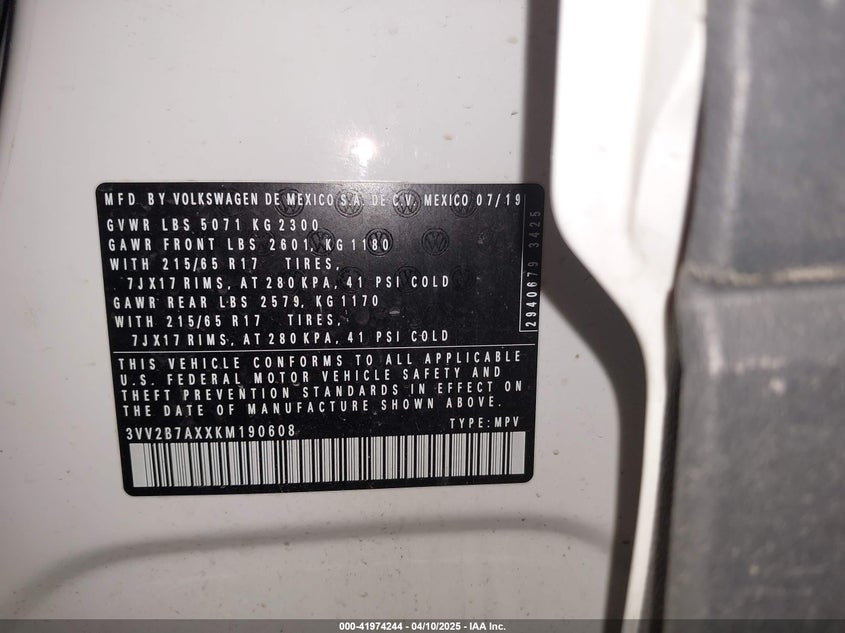 MFD BY VOLKSWAGEN DE MEXICO S.A. DE C.V. MEXICO 07/19
GVWR LBS 5071 KG 2300
GAWR FRONT LBS 2601, KG 1180
WITH 215/65 R17 TIRES,
7JX17 RIMS, AT 280 KPA, 41 PSI COLD
GAWR REAR LBS 2579, KG 1170
WITH 215/65 R17 TIRES,
7JX17 RIMS, AT 280 KPA, 41 PSI COLD
2940679 3425
THIS VEHICLE CONFORMS TO ALL APPLICABLE
U.S. FEDERAL MOTOR VEHICLE SAFETY AND
THEFT PREVENTION STANDARDS IN EFFECT ON
THE DATE OF MANUFACTURE SHOWN ABOVE.
3VV2B7AXXKM190608 TYPE: MPV
000-41974244 - 04/10/2025 - IAA Inc.